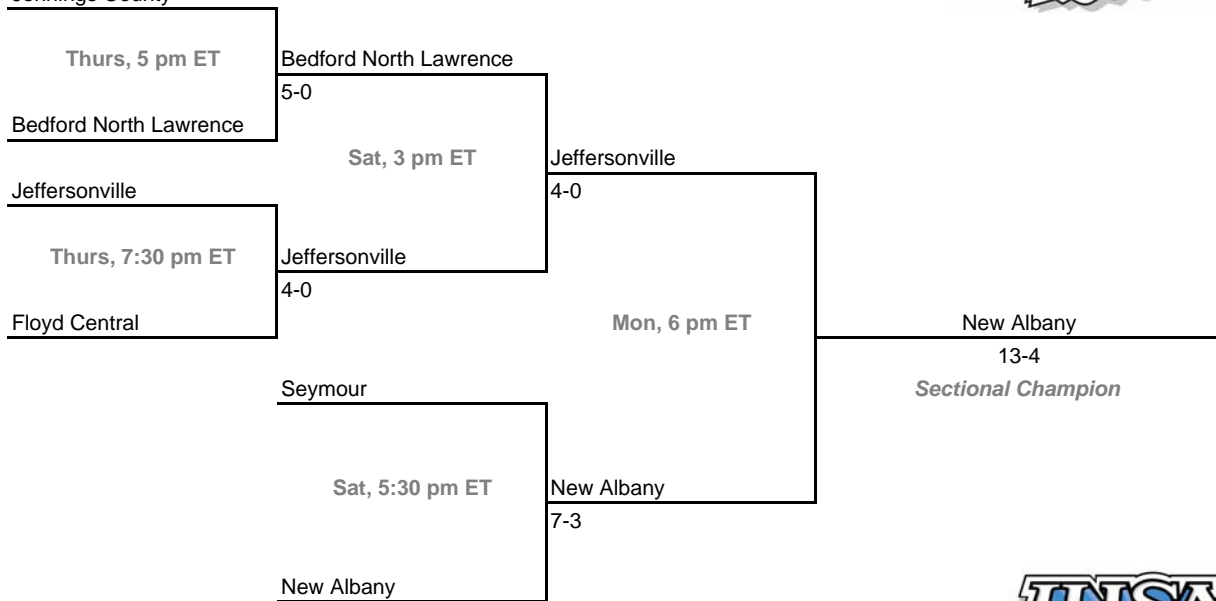 Thurs, 5 pm ET
Bedford North Lawrence
5-0
Bedford North Lawrence
Sat, 3 pm ET
Jeffersonville
Jeffersonville
4-0
Thurs, 7:30 pm ET
Jeffersonville
4-0
Floyd Central
Mon, 6 pm ET
New Albany
13-4
Seymour
Sectional Champion
Sat, 5:30 pm ET
New Albany
7-3
New Albany